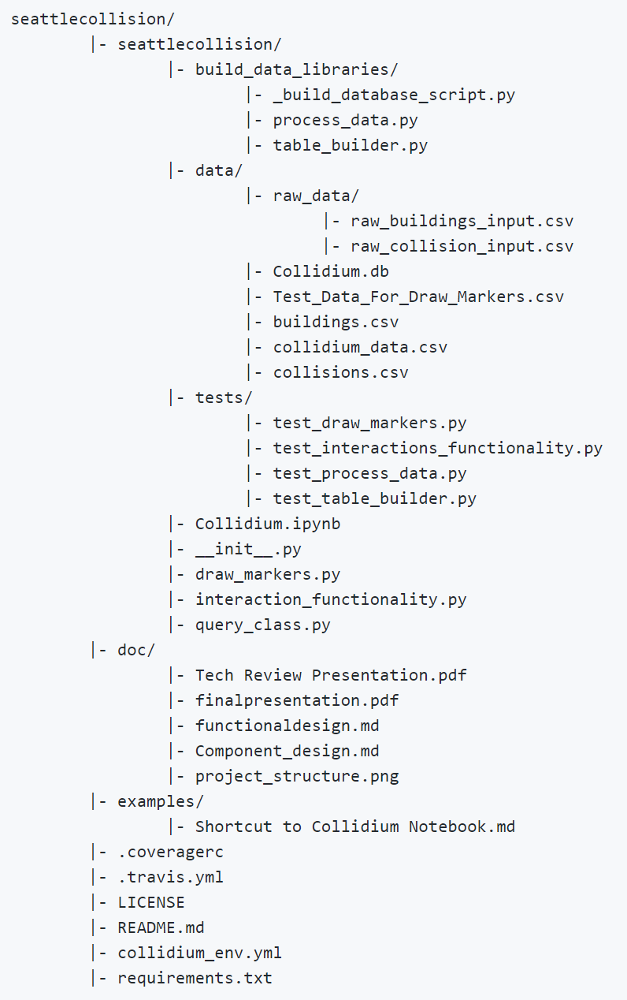 seattlecollision/
|- seattlecollision/
|- build_data_libraries/
|- _build_database_script.py
|- process_data.py
|- table_builder.py
|- data/
|- raw_data/
|- raw_buildings_input.csv
|- raw_collision_input.csv
|- Collidium.db
|- Test_Data_For_Draw_Markers.csv
|- buildings.csv
|- collidium_data.csv
|- collisions.csv
|- tests/
|- test_draw_markers.py
|- test_interactions_functionality.py
|- test_process_data.py
|- test_table_builder.py
|- Collidium.ipynb
|- __init__.py
|- draw_markers.py
|- interaction_functionality.py
|- query_class.py
|- doc/
|- Tech Review Presentation.pdf
|- finalpresentation.pdf
|- functionaldesign.md
|- Component_design.md
|- project_structure.png
|- examples/
|- Shortcut to Collidium Notebook.md
|- .coveragerc
|- .travis.yml
|- LICENSE
|- README.md
|- collidium_env.yml
|- requirements.txt